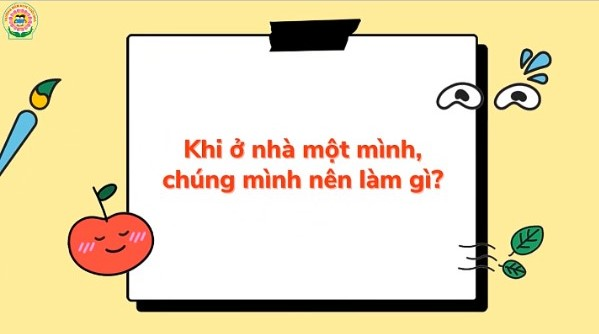 Khi ở nhà một mình,
chúng mình nên làm gì?